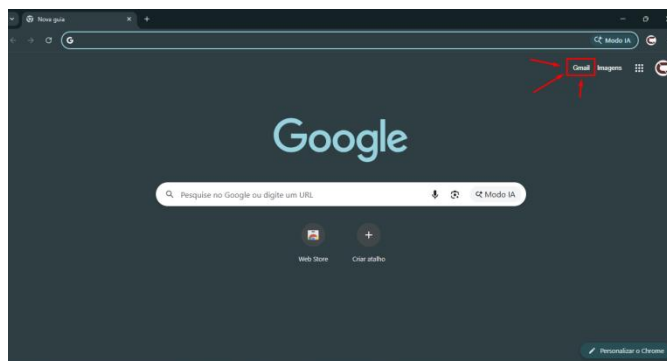 Nova guia
G
Modo IA
Gmail Imagens
Google
Pesquise no Google ou digite um URL
Modo IA
Web Store
Criar atalho
Personalizar o Chrome